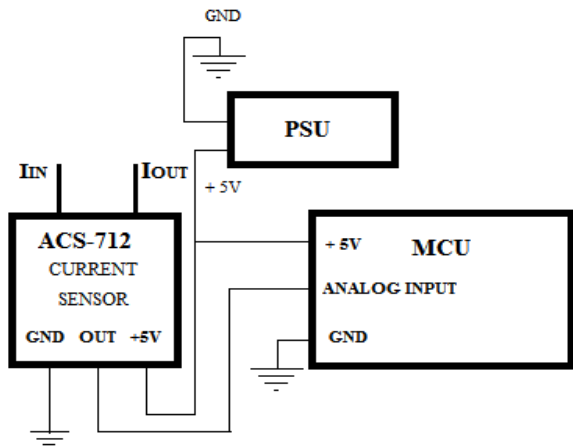 GND
PSU
+ 5V
IIN
IOUT
ACS-712
CURRENT
SENSOR
GND OUT +5V
MCU
+ 5V
ANALOG INPUT
GND